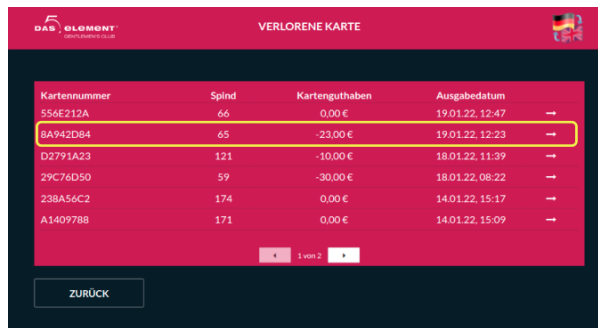 5
DAS ELEMENT
GENTLEMEN'S CLUB
VERLORENE KARTE
Kartennummer Spind Kartenguthaben Ausgabedatum
556E212A 66 0,00 € 19.01.22, 12:47 →
8A942D84 65 -23,00 € 19.01.22, 12:23 →
D2791A23 121 -10,00 € 18.01.22, 11:39 →
29C76D50 59 -30,00 € 18.01.22, 08:22 →
238A56C2 174 0,00 € 14.01.22, 15:17 →
A1409788 171 0,00 € 14.01.22, 15:09 →
1 von 2
ZURÜCK